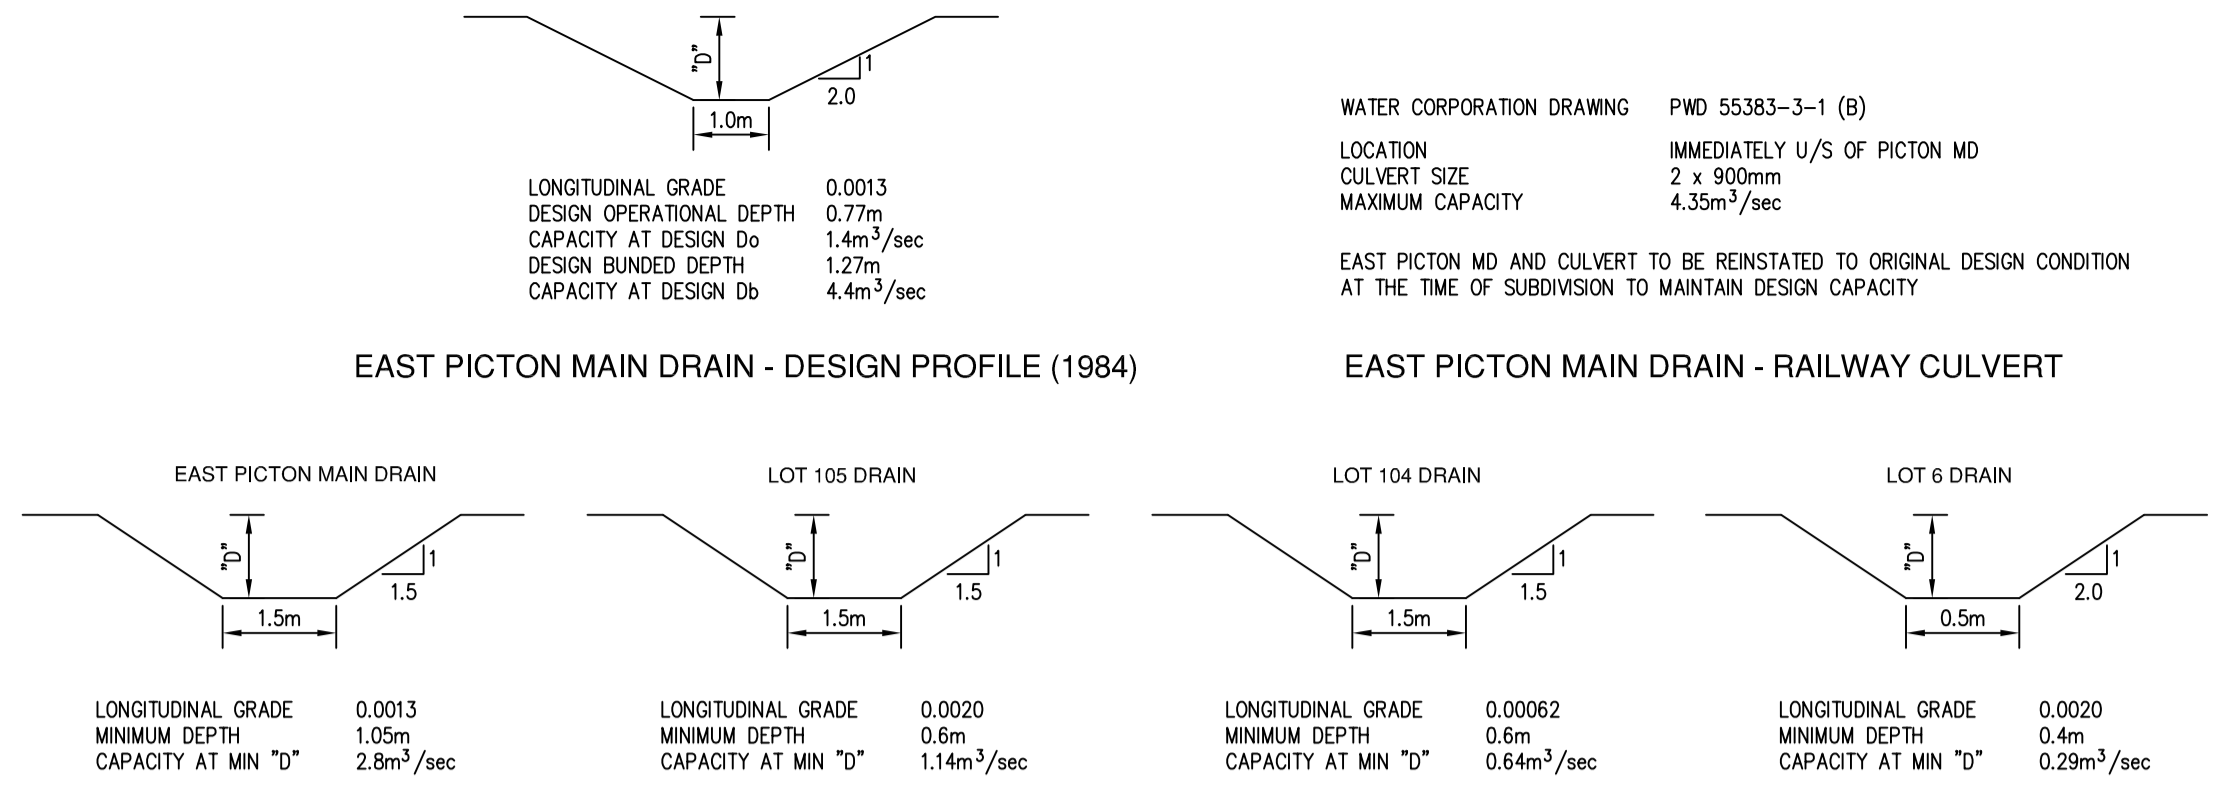 "D"
1
2.0
1.0m
LONGITUDINAL GRADE 0.0013
DESIGN OPERATIONAL DEPTH 0.77m
CAPACITY AT DESIGN Do 1.4m³/sec
DESIGN BUNDED DEPTH 1.27m
CAPACITY AT DESIGN Db 4.4m³/sec
EAST PICTON MAIN DRAIN - DESIGN PROFILE (1984)
WATER CORPORATION DRAWING PWD 55383-3-1 (B)
LOCATION IMMEDIATELY U/S OF PICTON MD
CULVERT SIZE 2 x 900mm
MAXIMUM CAPACITY 4.35m³/sec
EAST PICTON MD AND CULVERT TO BE REINSTATED TO ORIGINAL DESIGN CONDITION
AT THE TIME OF SUBDIVISION TO MAINTAIN DESIGN CAPACITY
EAST PICTON MAIN DRAIN - RAILWAY CULVERT
EAST PICTON MAIN DRAIN
"D"
1
1.5
1.5m
LONGITUDINAL GRADE 0.0013
MINIMUM DEPTH 1.05m
CAPACITY AT MIN "D" 2.8m³/sec
LOT 105 DRAIN
"D"
1
1.5
1.5m
LONGITUDINAL GRADE 0.0020
MINIMUM DEPTH 0.6m
CAPACITY AT MIN "D" 1.14m³/sec
LOT 104 DRAIN
"D"
1
1.5
1.5m
LONGITUDINAL GRADE 0.00062
MINIMUM DEPTH 0.6m
CAPACITY AT MIN "D" 0.64m³/sec
LOT 6 DRAIN
"D"
1
2.0
0.5m
LONGITUDINAL GRADE 0.0020
MINIMUM DEPTH 0.4m
CAPACITY AT MIN "D" 0.29m³/sec